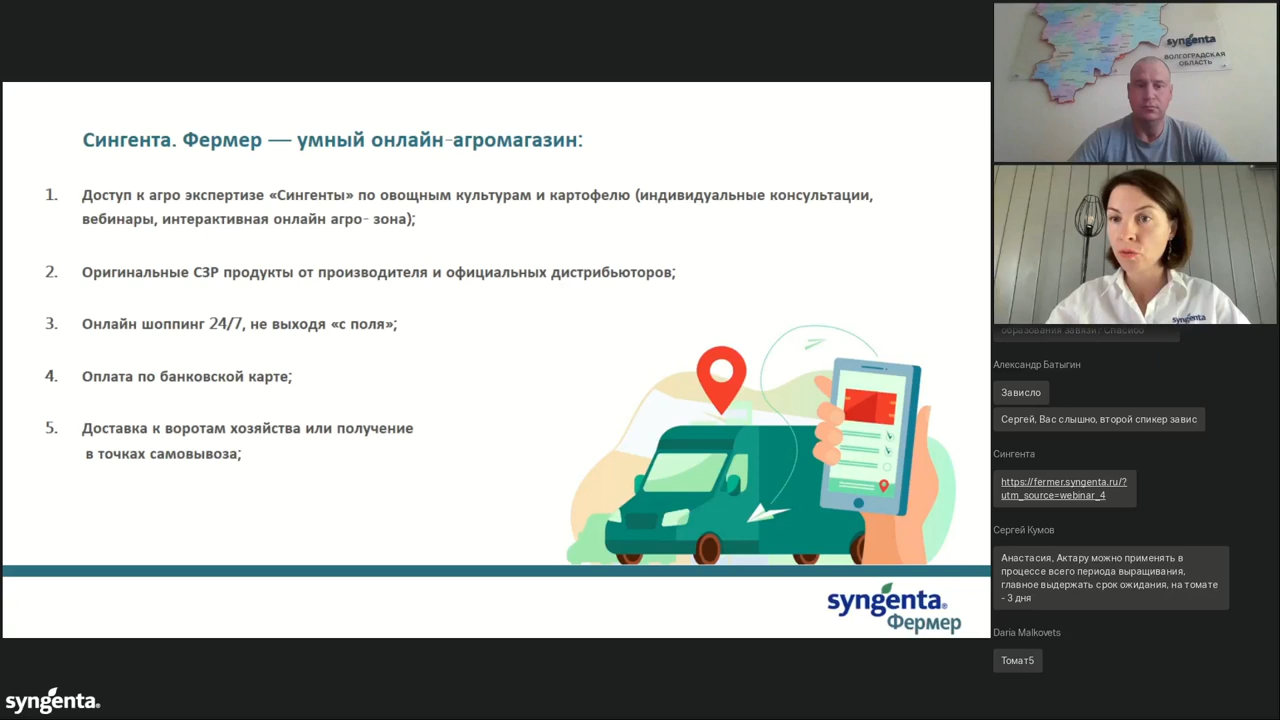 Сингента. Фермер — умный онлайн-агромагазин:
1. Доступ к агро экспертизе «Сингенты» по овощным культурам и картофелю (индивидуальные консультации,
вебинары, интерактивная онлайн агро- зона);
2. Оригинальные СЗР продукты от производителя и официальных дистрибьюторов;
3. Онлайн шоппинг 24/7, не выходя «с поля»;
4. Оплата по банковской карте;
5. Доставка к воротам хозяйства или получение
в точках самовывоза;
syngenta®
Фермер
syngenta®
syngenta
ВОЛГОГРАДСКАЯ
ОБЛАСТЬ
syngenta
образования завязи? Спасибо
Александр Батыгин
Зависло
Сергей, Вас слышно, второй спикер завис
Сингента
https://fermer.syngenta.ru/?
utm_source=webinar_4
Сергей Кумов
Анастасия, Актару можно применять в
процессе всего периода выращивания,
главное выдержать срок ожидания, на томате
- 3 дня
Daria Malkovets
Томат5